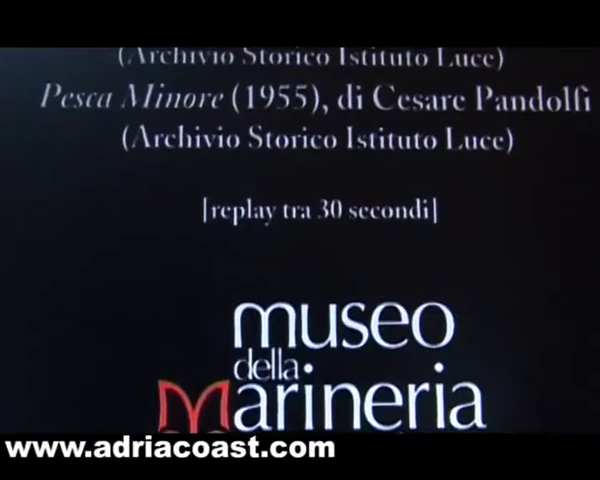 (Archivio Storico Istituto Luce)
Pesca Minore (1955), di Cesare Pandolfi
(Archivio Storico Istituto Luce)
[replay tra 30 secondi]
museo
della
Marineria
www.adriacoast.com